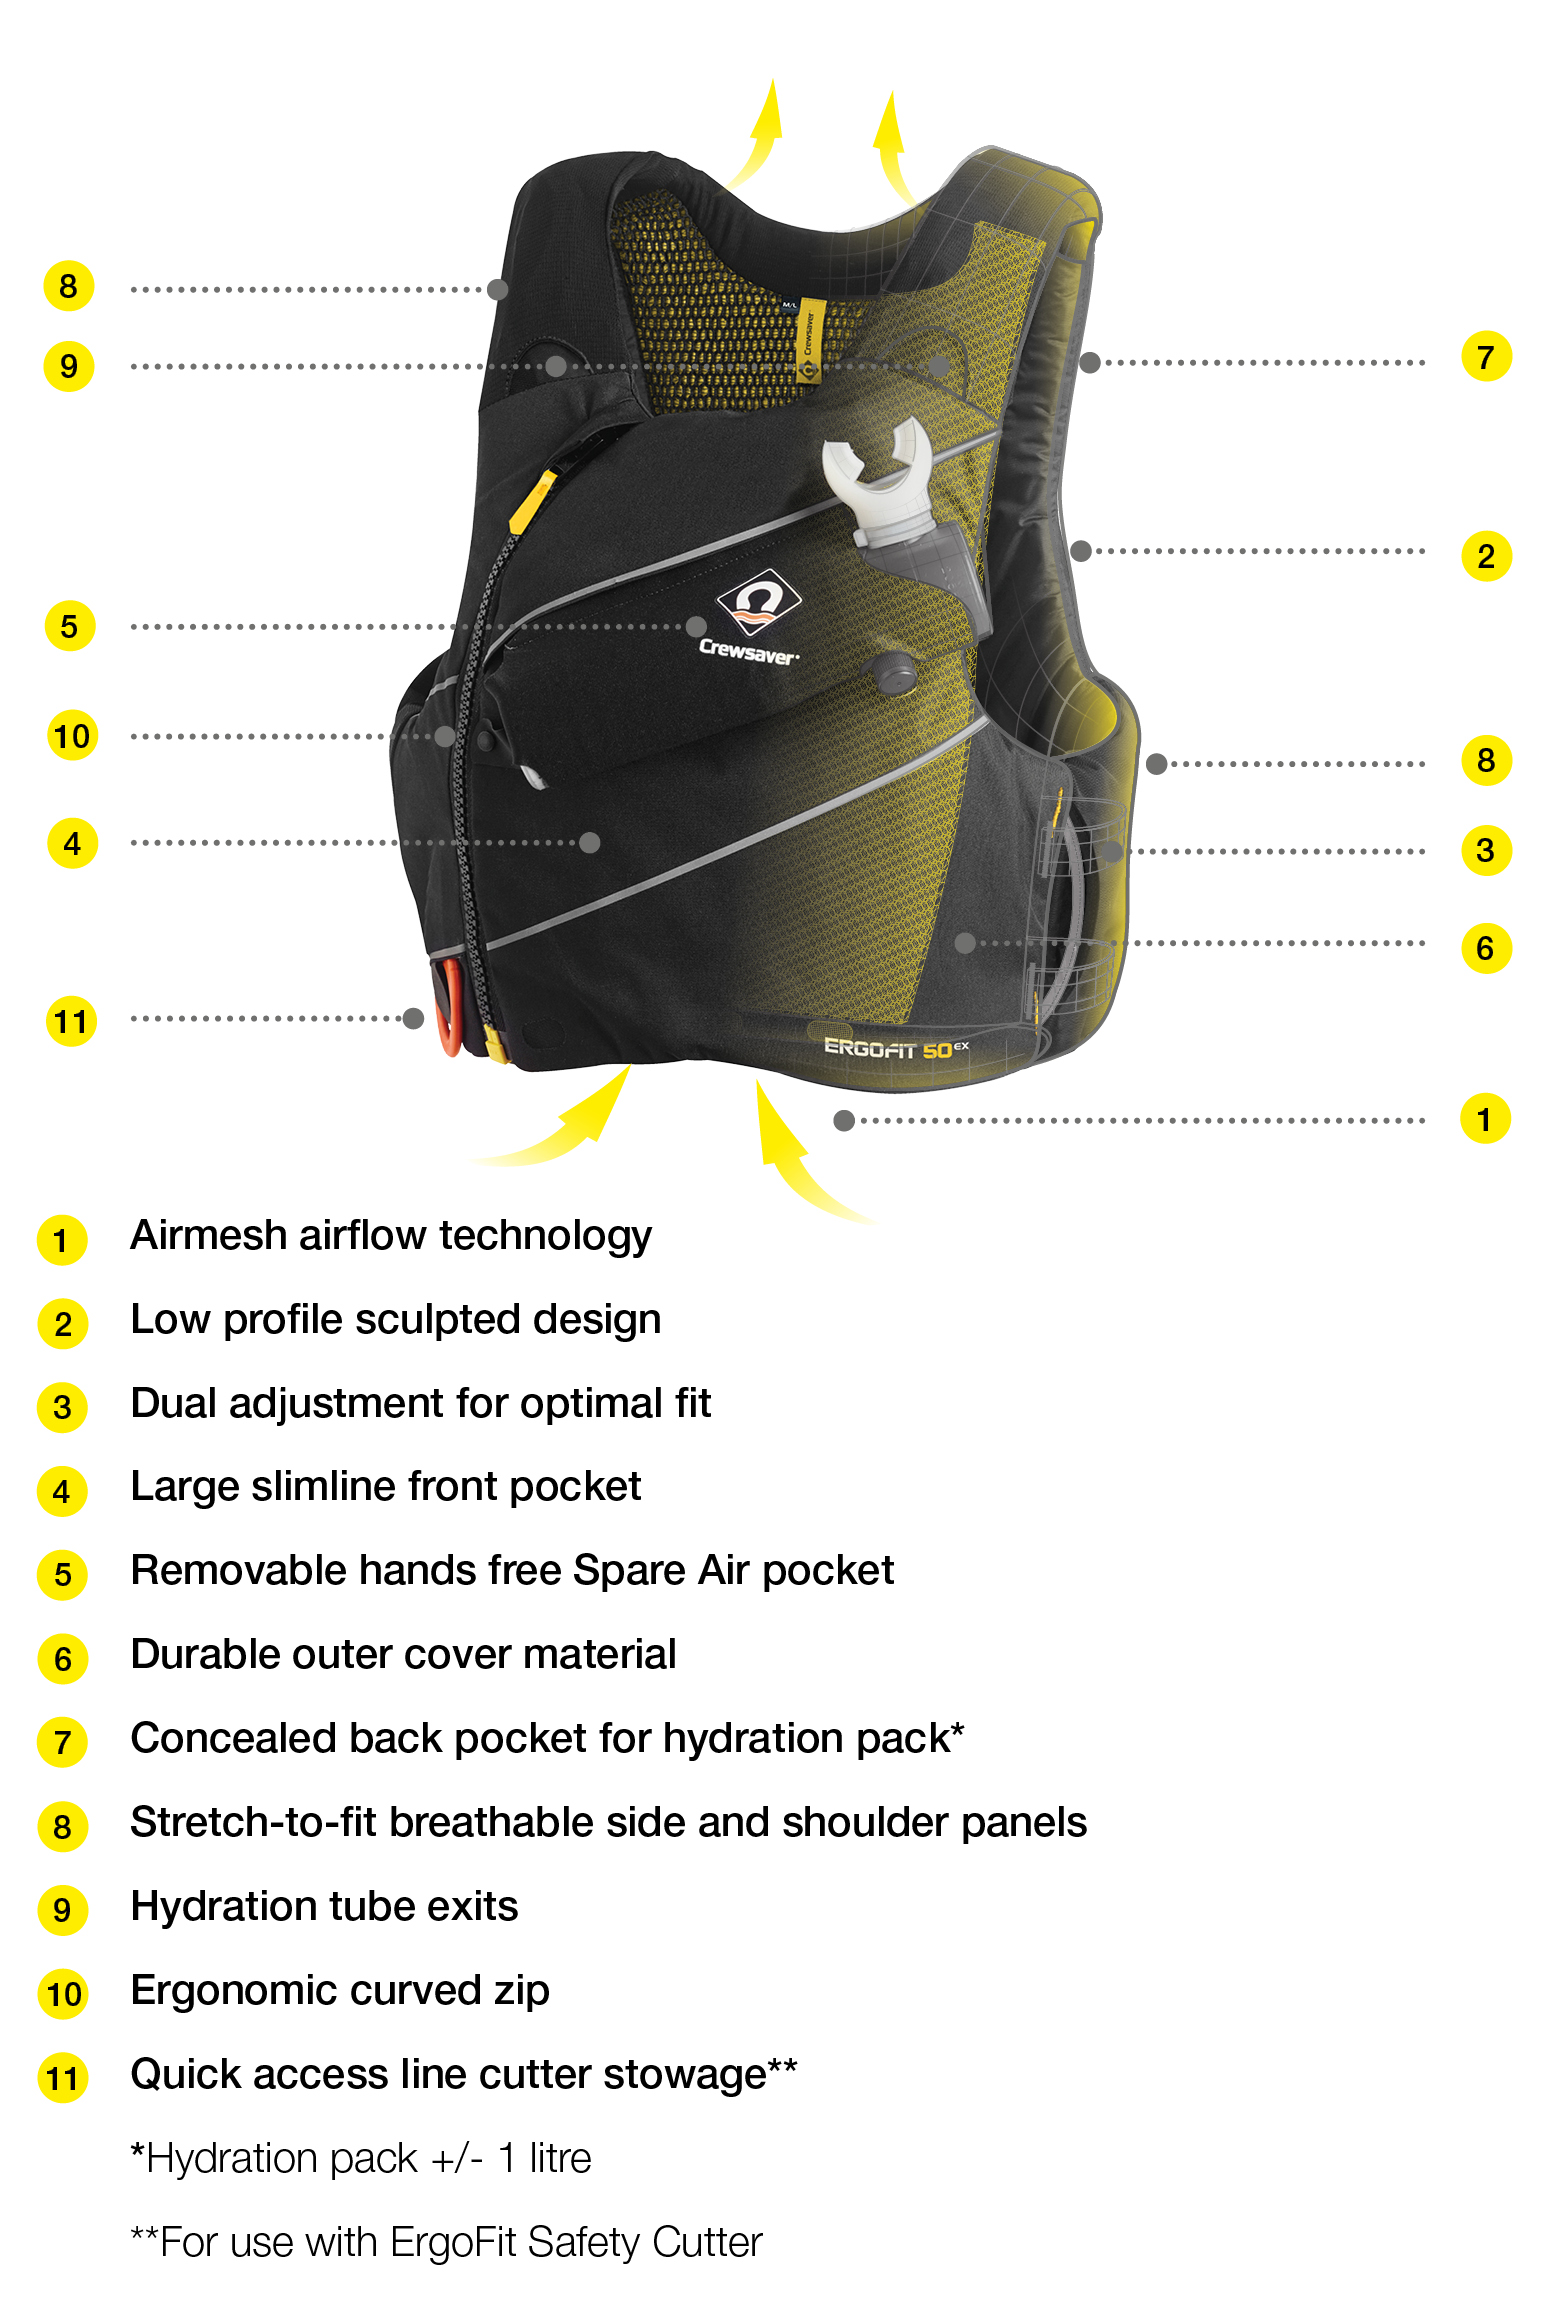 8
9
7
M/L
Crewsaver
2
5
Crewsaver
10
8
4
3
6
11
ERGOFIT 50 EX
1
1 Airmesh airflow technology
2 Low profile sculpted design
3 Dual adjustment for optimal fit
4 Large slimline front pocket
5 Removable hands free Spare Air pocket
6 Durable outer cover material
7 Concealed back pocket for hydration pack*
8 Stretch-to-fit breathable side and shoulder panels
9 Hydration tube exits
10 Ergonomic curved zip
11 Quick access line cutter stowage**
*Hydration pack +/- 1 litre
**For use with ErgoFit Safety Cutter